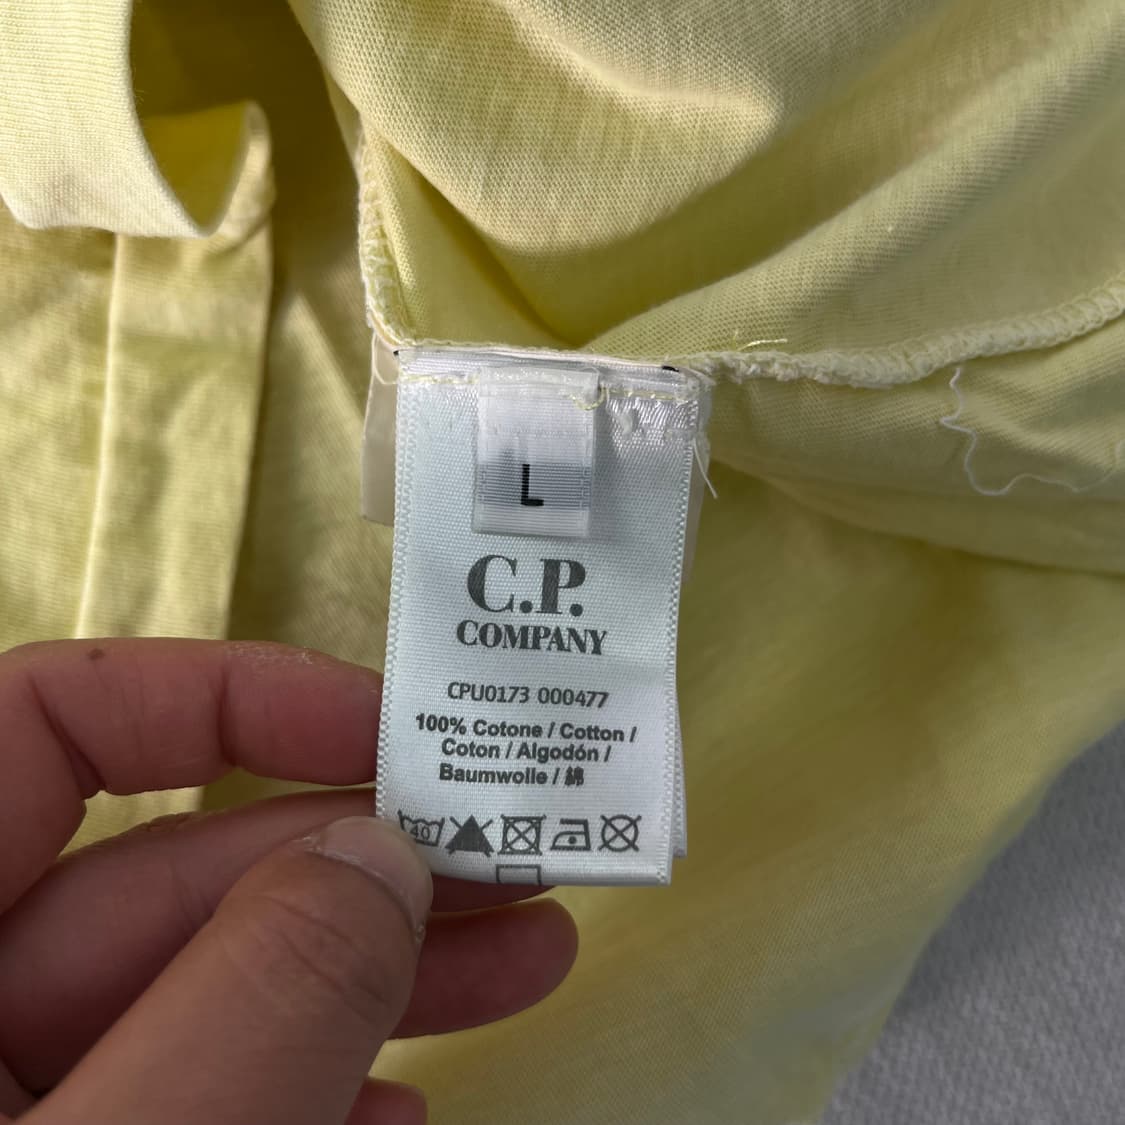 L
C.P.
COMPANY
CPU0173 000477
100% Cotone / Cotton /
Coton / Algodón /
Baumwolle / 綿
40